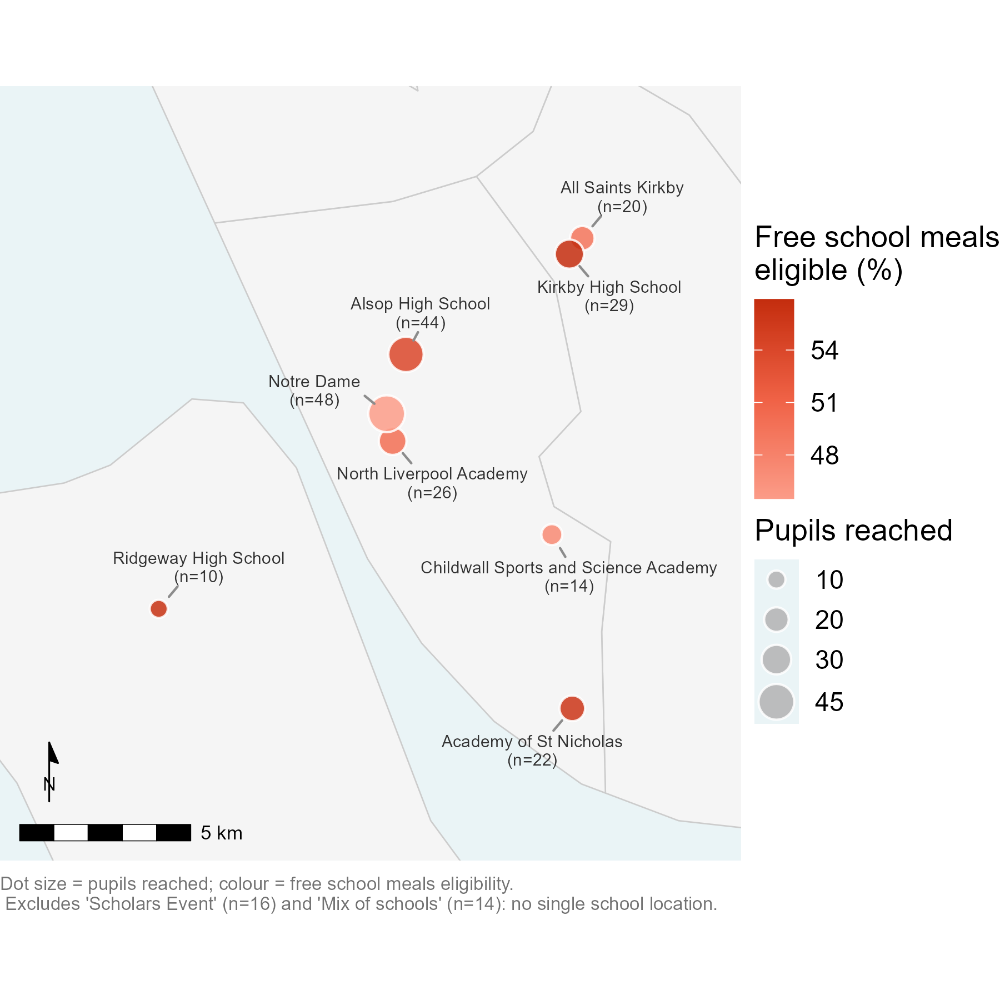 All Saints Kirkby
(n=20)
Kirkby High School
(n=29)
Alsop High School
(n=44)
Notre Dame
(n=48)
North Liverpool Academy
(n=26)
Childwall Sports and Science Academy
(n=14)
Ridgeway High School
(n=10)
Academy of St Nicholas
(n=22)
N
5 km
Free school meals
eligible (%)
54
51
48
Pupils reached
10
20
30
45
Dot size = pupils reached; colour = free school meals eligibility.
Excludes 'Scholars Event' (n=16) and 'Mix of schools' (n=14): no single school location.